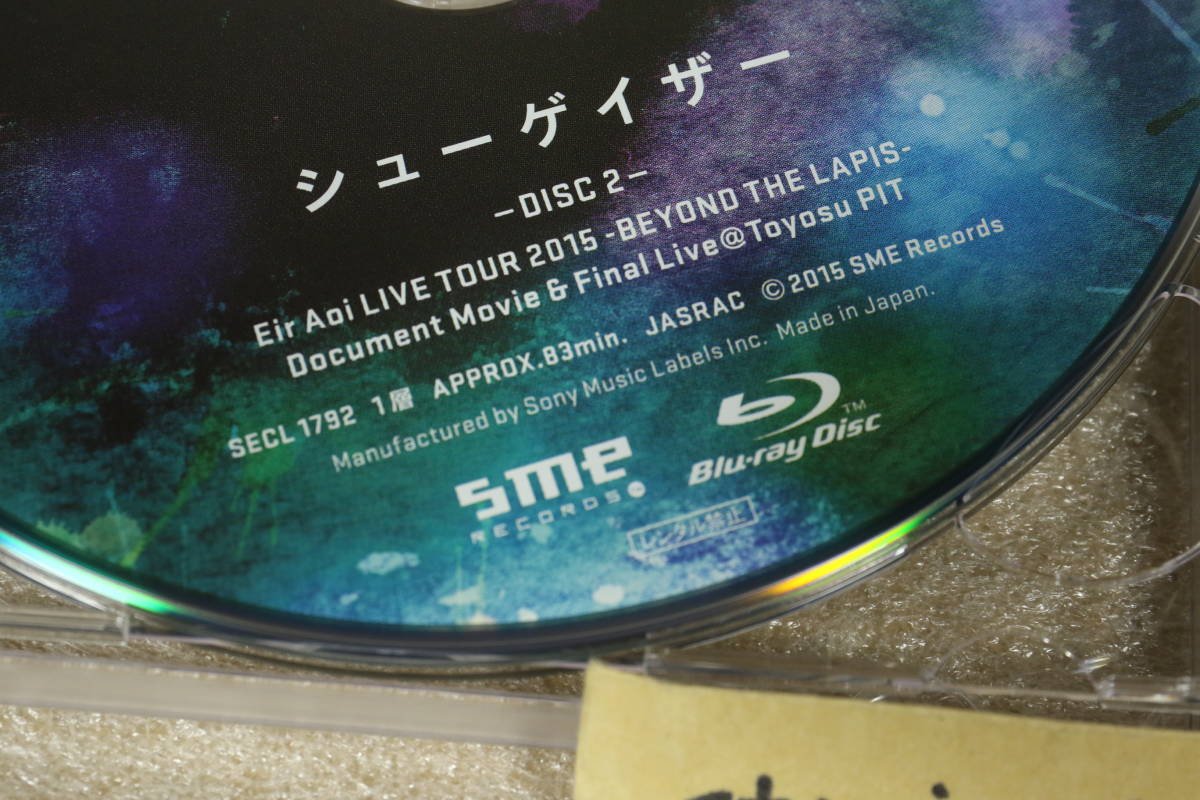 シューゲイザー
–DISC 2–
Eir Aoi LIVE TOUR 2015 -BEYOND THE LAPIS-
Document Movie & Final Live@Toyosu PIT
SECL 1792 1層 APPROX.83min. JASRAC © 2015 SME Records
Manufactured by Sony Music Labels Inc. Made in Japan.
sme
RECORDS
Blu-ray Disc™
レンタル禁止